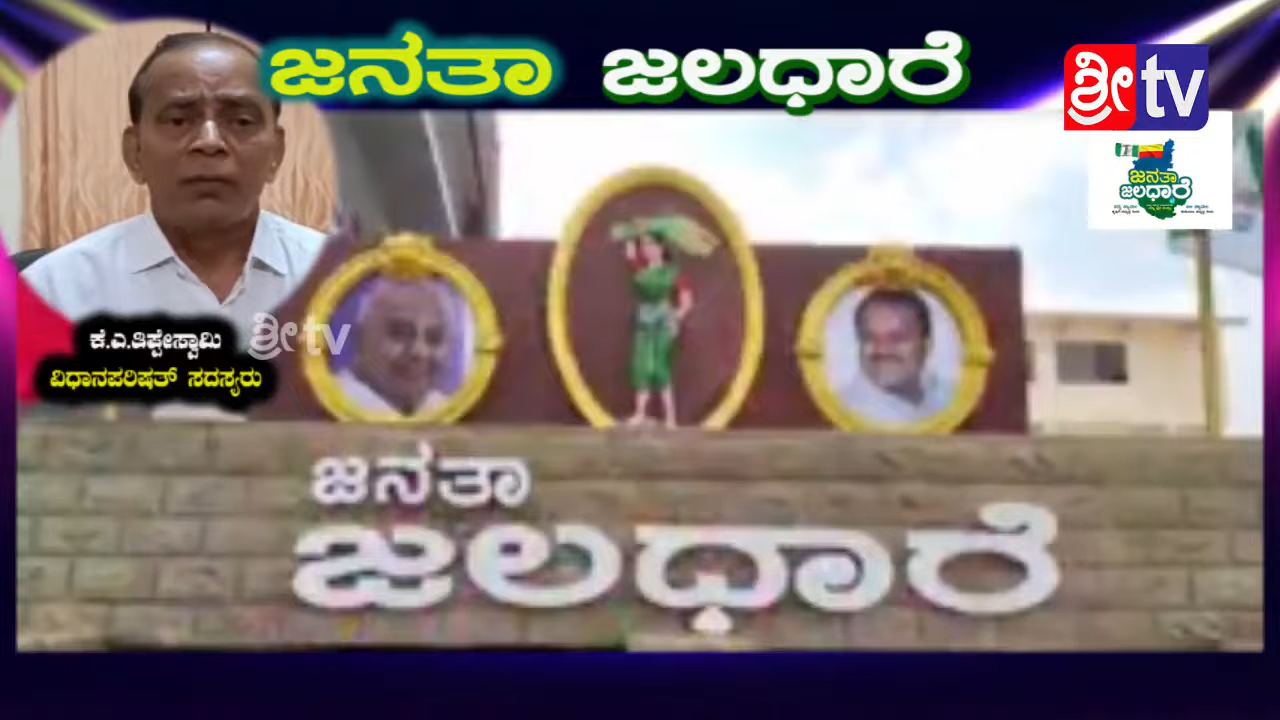 ಜನತಾ ಜಲಧಾರೆ
ಶ್ರೀ tv
ಜನತಾ
ಜಲಧಾರೆ
ಕೆ.ಎ.ತಿಪ್ಪೇಸ್ವಾಮಿ
ವಿಧಾನಪರಿಷತ್ ಸದಸ್ಯರು
ಶ್ರೀ tv
ಜನತಾ
ಜಲಧಾರೆ